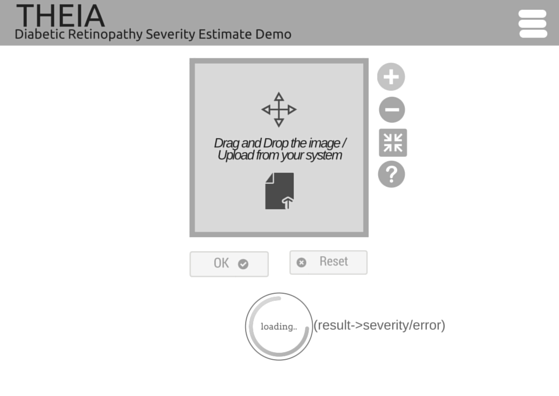 THEIA
Diabetic Retinopathy Severity Estimate Demo
Drag and Drop the image /
Upload from your system
OK
Reset
loading..
(result->severity/error)